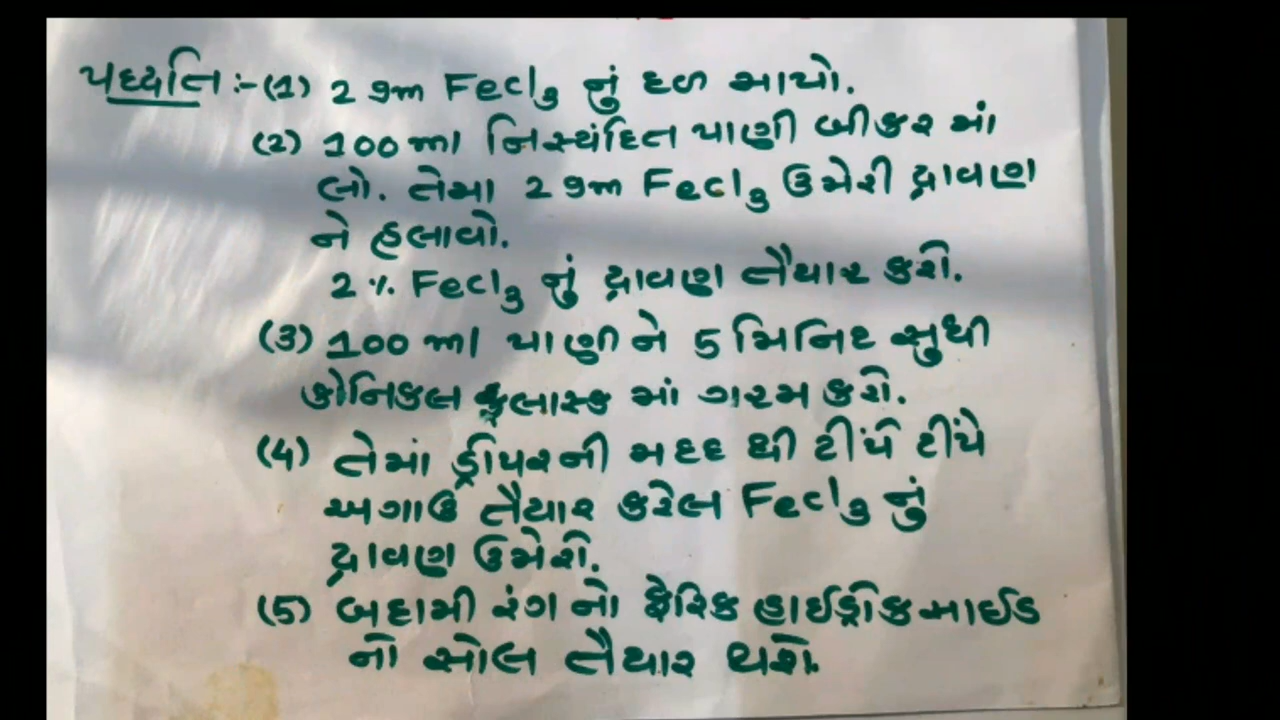 પધ્ધતિ :- (1) 2 gm FeCl3 નું દળ માપો.
(2) 100 ml નિસ્યંદિત પાણી બીકર માં
લો. તેમા 2 gm FeCl3 ઉમેરી દ્રાવણ
ને હલાવો.
2 % FeCl3 નું દ્રાવણ તૈયાર કરો.
(3) 100 ml પાણી ને 5 મિનિટ સુધી
કોનિકલ ફ્લાસ્ક માં ગરમ કરો.
(4) તેમાં ડ્રોપરની મદદ થી ટીંપે ટીંપે
અગાઉ તૈયાર કરેલ FeCl3 નું
દ્રાવણ ઉમેરો.
(5) બદામી રંગ નો ફેરિક હાઈડ્રોકસાઈડ
નો સોલ તૈયાર થશે.